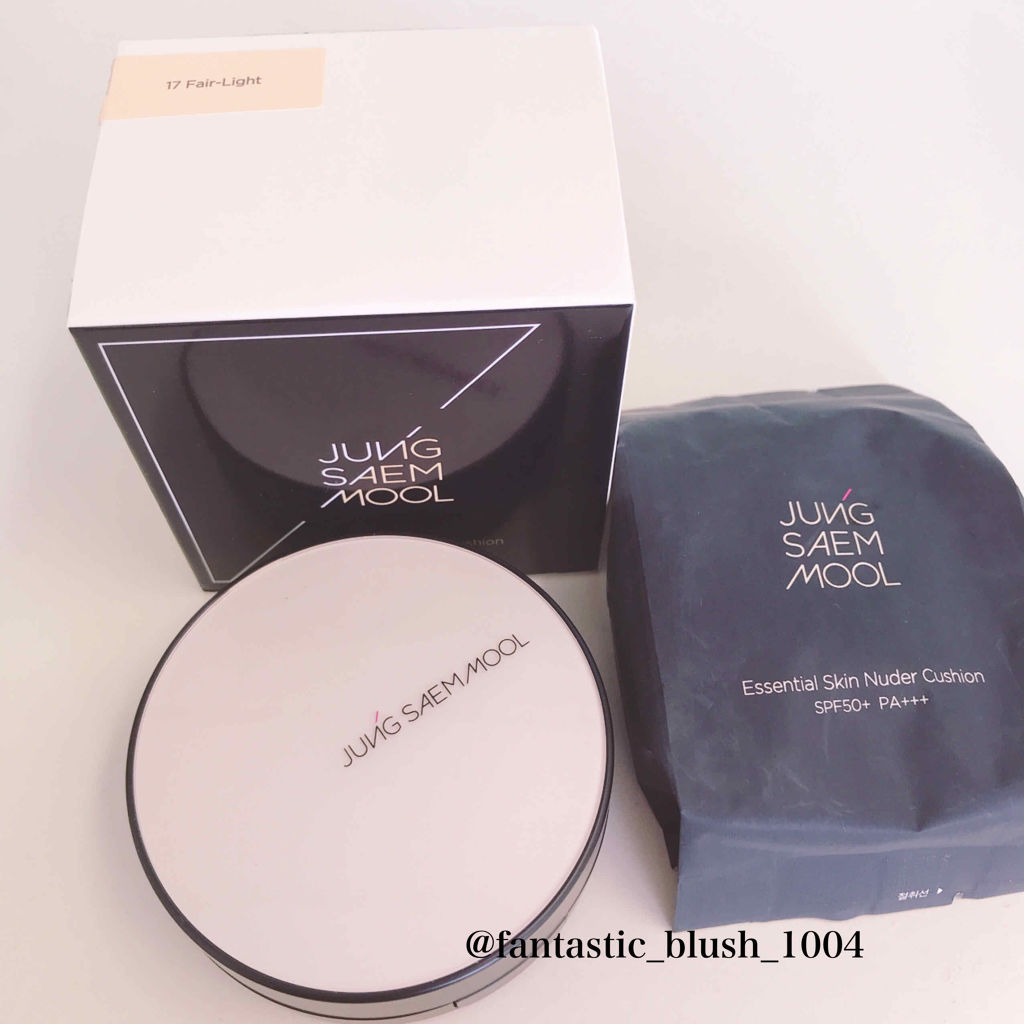 17 Fair-Light
JUNG
SAEM
MOOL
JUNG SAEM MOOL
JUNG
SAEM
MOOL
Essential Skin Nuder Cushion
SPF50+ PA+++
절취선 ▶
@fantastic_blush_1004